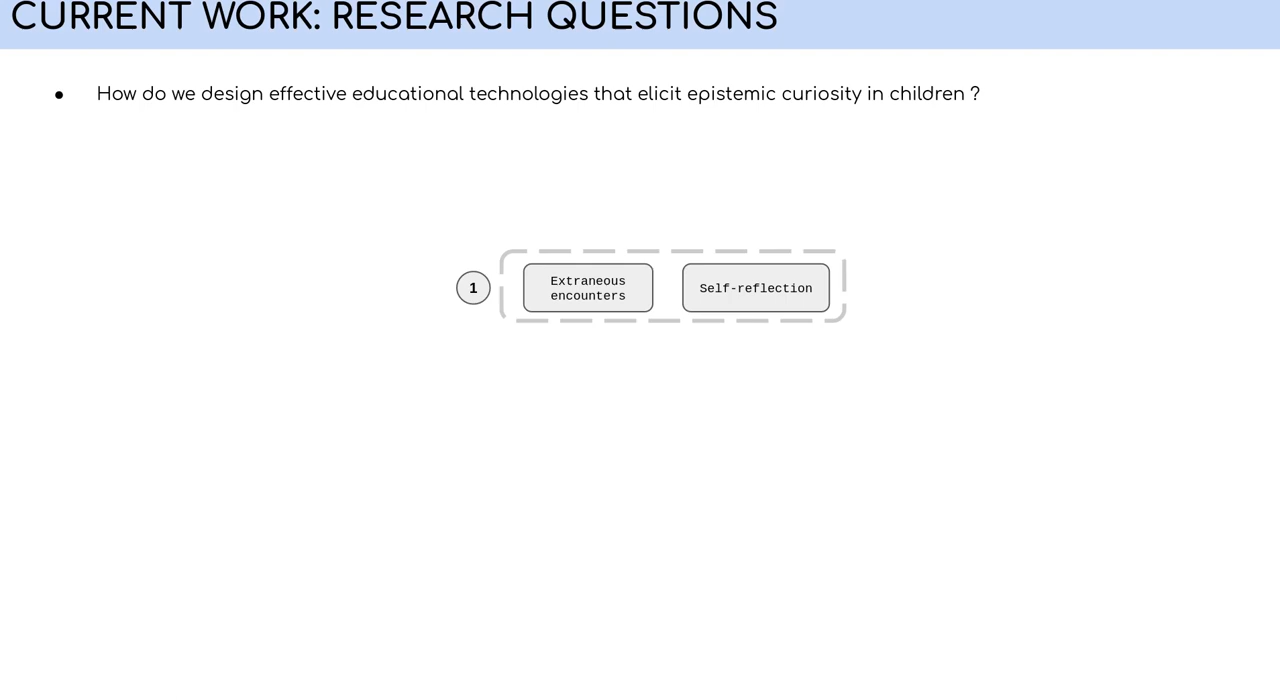 CURRENT WORK: RESEARCH QUESTIONS
● How do we design effective educational technologies that elicit epistemic curiosity in children ?
1
Extraneous
encounters
Self-reflection